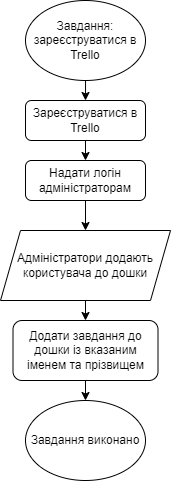 Завдання:
зареєструватися в
Trello
Зареєструватися в
Trello
Надати логін
адміністраторам
Адміністратори додають
користувача до дошки
Додати завдання до
дошки із вказаним
іменем та прізвищем
Завдання виконано